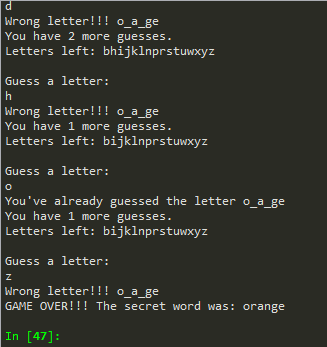 d
Wrong letter!!! o_a_ge
You have 2 more guesses.
Letters left: bhijklnprstuwxyz
Guess a letter:
h
Wrong letter!!! o_a_ge
You have 1 more guesses.
Letters left: bijklnprstuwxyz
Guess a letter:
o
You've already guessed the letter o_a_ge
You have 1 more guesses.
Letters left: bijklnprstuwxyz
Guess a letter:
z
Wrong letter!!! o_a_ge
GAME OVER!!! The secret word was: orange
In [47]: